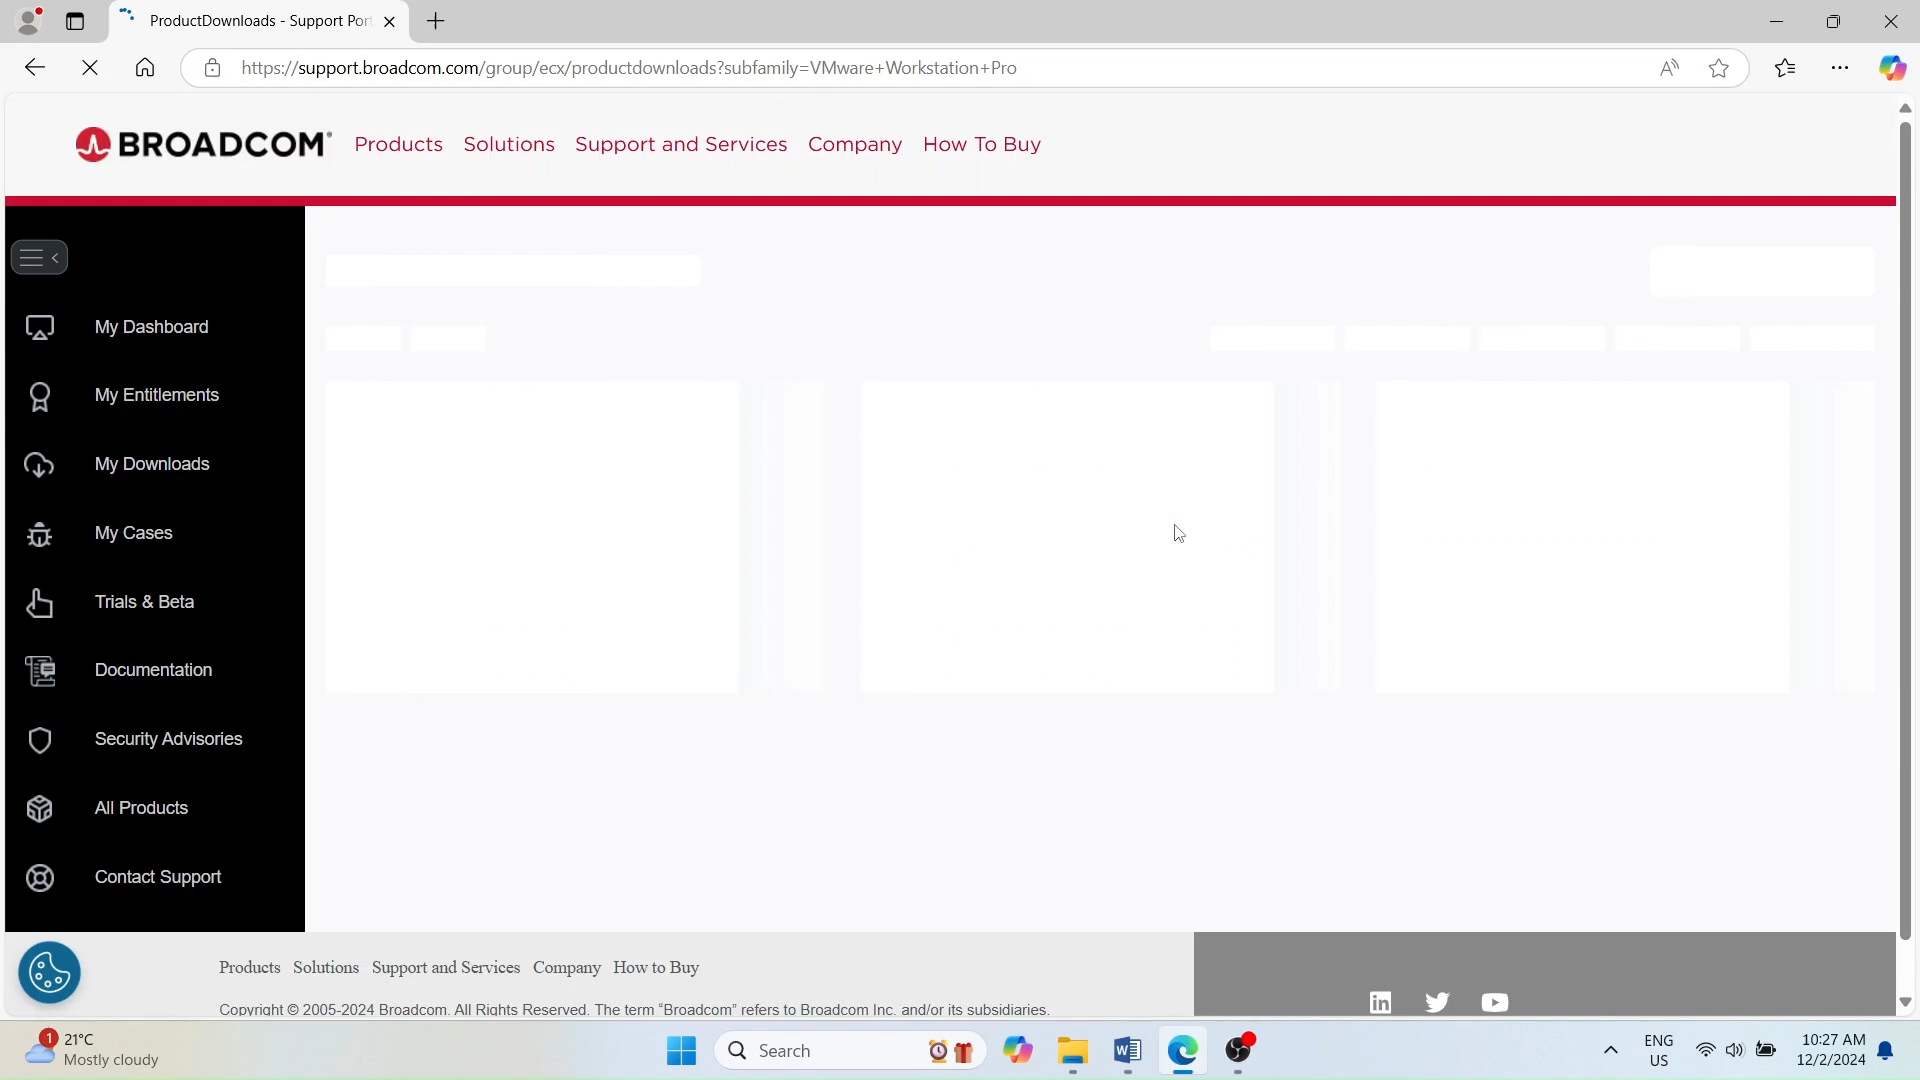 ProductDownloads - Support Por
https://support.broadcom.com/group/ecx/productdownloads?subfamily=VMware+Workstation+Pro
BROADCOM Products Solutions Support and Services Company How To Buy
My Dashboard
My Entitlements
My Downloads
My Cases
Trials & Beta
Documentation
Security Advisories
All Products
Contact Support
Products Solutions Support and Services Company How to Buy
Copyright © 2005-2024 Broadcom. All Rights Reserved. The term “Broadcom” refers to Broadcom Inc. and/or its subsidiaries.
1
21°C
Mostly cloudy
Search
ENG
US
10:27 AM
12/2/2024